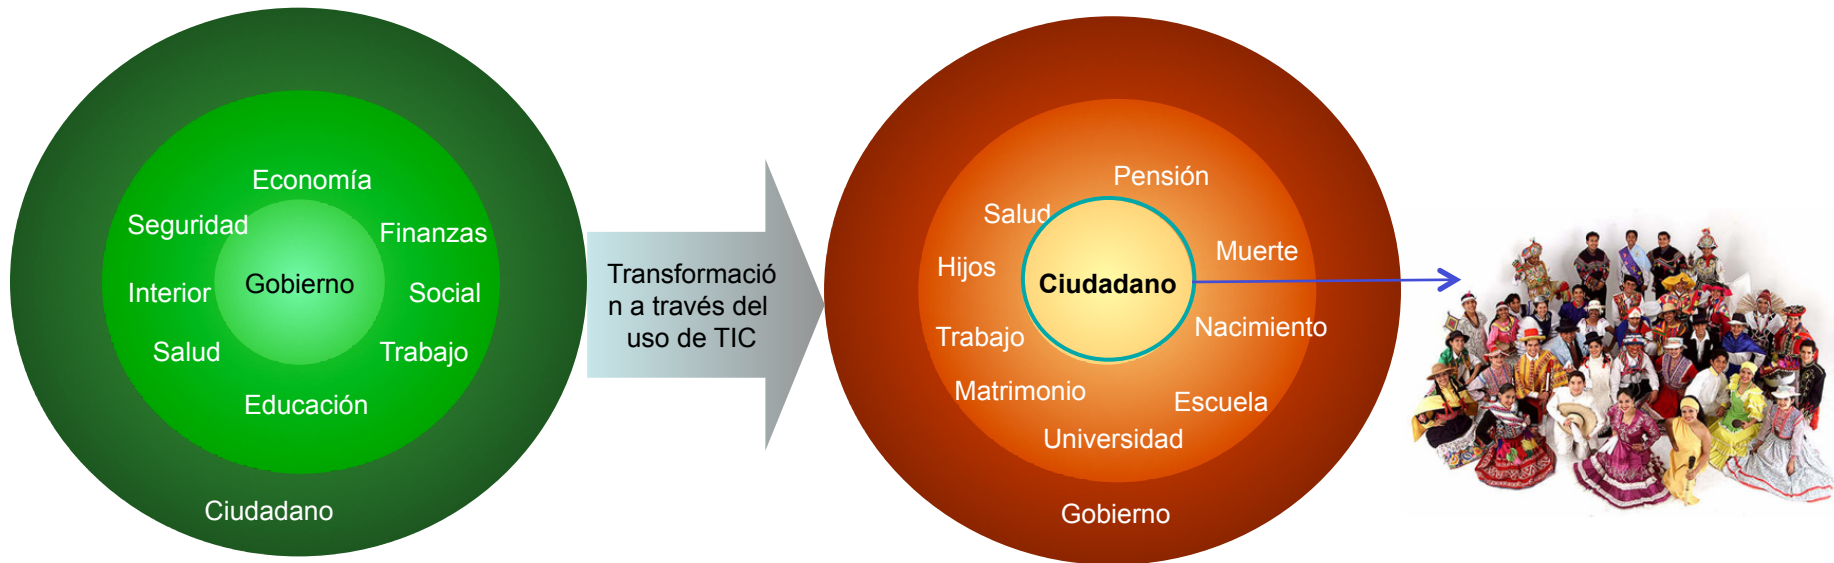 Economía
Seguridad
Finanzas
Gobierno
Interior
Social
Salud
Trabajo
Educación
Ciudadano
Transformació
n a través del
uso de TIC
Pensión
Salud
Muerte
Hijos
Ciudadano
Nacimiento
Trabajo
Matrimonio
Escuela
Universidad
Gobierno